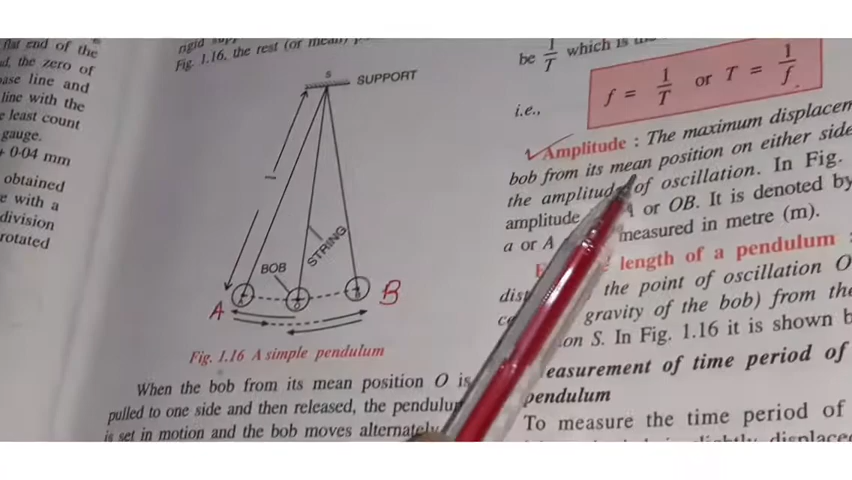 flat end of the
the zero of
base line and
line with the
least count
gauge.
+ 0·04 mm
obtained
with a
division
rotated
Fig. 1.16, the rest (or mean)
S
SUPPORT
l
STRING
BOB
A
A
O
B
B
Fig. 1.16 A simple pendulum
When the bob from its mean position O is
pulled to one side and then released, the pendulum
is set in motion and the bob moves alternately
be 1/T which is
i.e.,
f = 1/T or T = 1/f
Amplitude : The maximum displacem
bob from its mean position on either side
the amplitude of oscillation. In Fig.
amplitude or OB. It is denoted by
a or A measured in metre (m).
length of a pendulum :
the point of oscillation O
gravity of the bob) from the
S. In Fig. 1.16 it is shown b
easurement of time period of
pendulum
To measure the time period of
displace